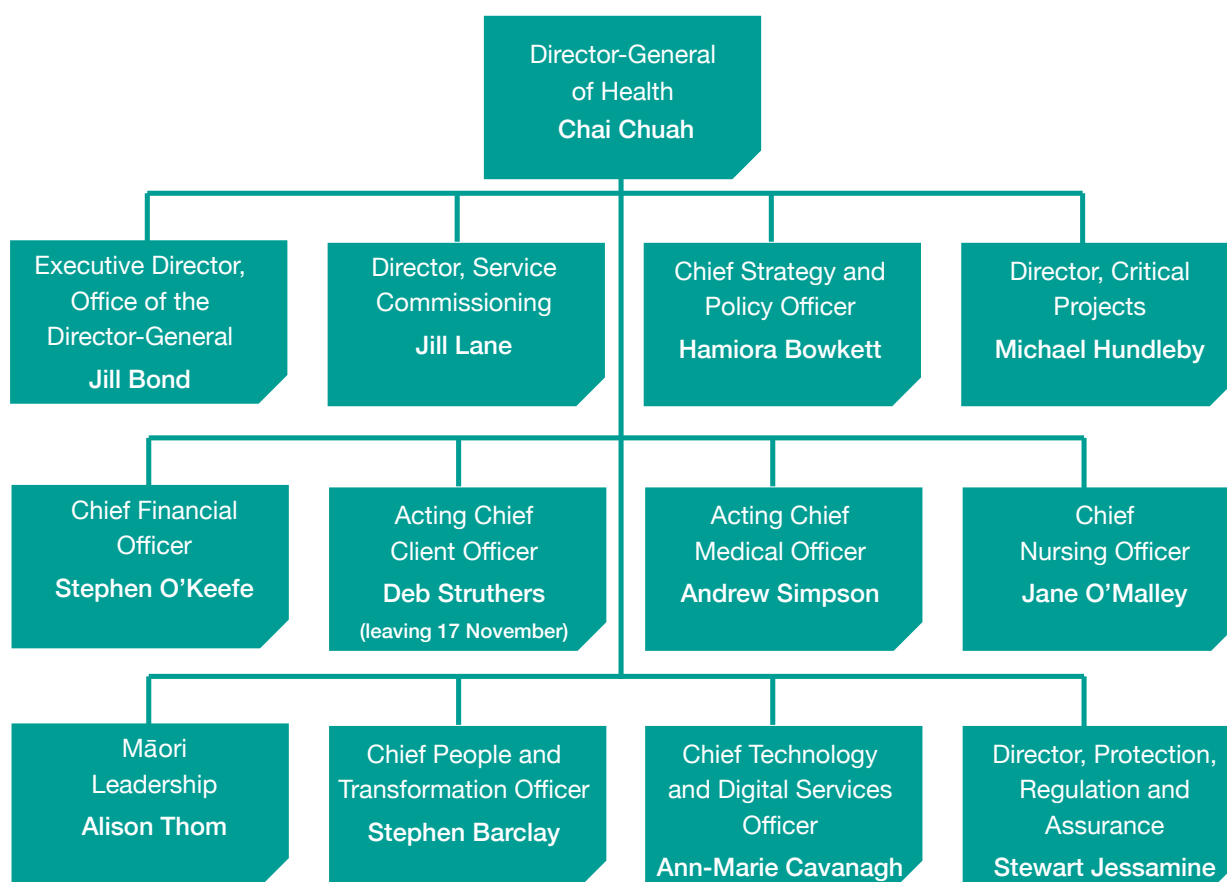 Director-General
of Health
Chai Chuah
Executive Director,
Office of the
Director-General
Jill Bond
Director, Service
Commissioning
Jill Lane
Chief Strategy and
Policy Officer
Hamiora Bowkett
Director, Critical
Projects
Michael Hundleby
Chief Financial
Officer
Stephen O’Keefe
Acting Chief
Client Officer
Deb Struthers
(leaving 17 November)
Acting Chief
Medical Officer
Andrew Simpson
Chief
Nursing Officer
Jane O’Malley
Māori
Leadership
Alison Thom
Chief People and
Transformation Officer
Stephen Barclay
Chief Technology
and Digital Services
Officer
Ann-Marie Cavanagh
Director, Protection,
Regulation and
Assurance
Stewart Jessamine